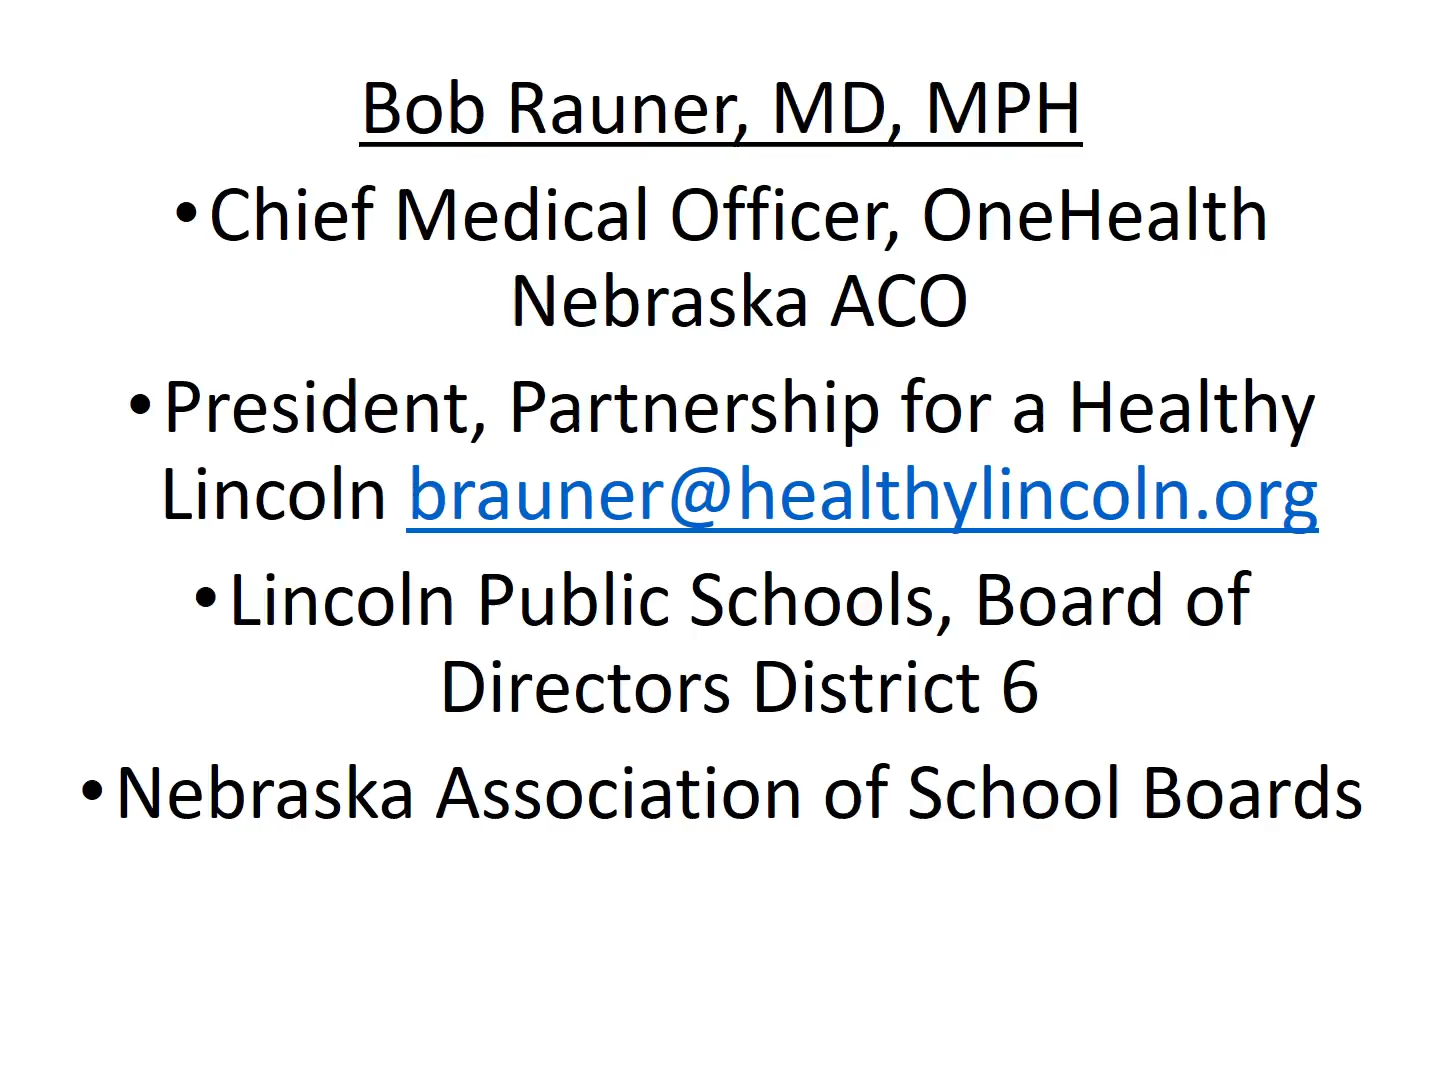 Bob Rauner, MD, MPH
•Chief Medical Officer, OneHealth
Nebraska ACO
•President, Partnership for a Healthy
Lincoln brauner@healthylincoln.org
•Lincoln Public Schools, Board of
Directors District 6
•Nebraska Association of School Boards